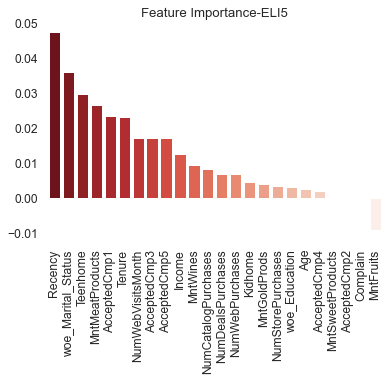 Feature Importance-ELI5
0.05
0.04
0.03
0.02
0.01
0.00
−0.01
Recency
woe_Marital_Status
Teenhome
MntMeatProducts
AcceptedCmp1
Tenure
NumWebVisitsMonth
AcceptedCmp3
AcceptedCmp5
Income
MntWines
NumCatalogPurchases
NumDealsPurchases
NumWebPurchases
Kidhome
MntGoldProds
NumStorePurchases
woe_Education
Age
AcceptedCmp4
MntSweetProducts
AcceptedCmp2
Complain
MntFruits